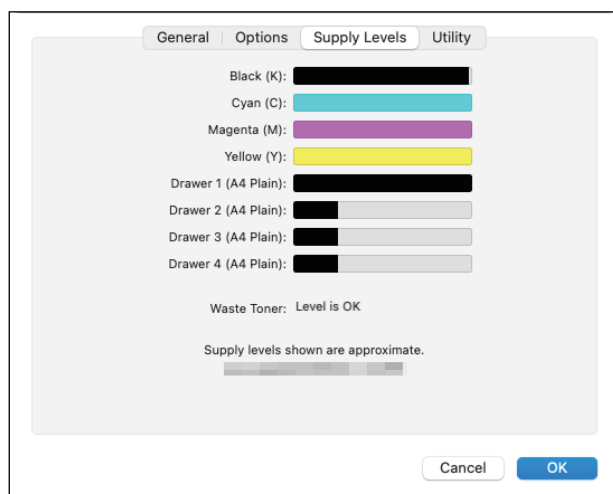 General Options Supply Levels Utility
Black (K):
Cyan (C):
Magenta (M):
Yellow (Y):
Drawer 1 (A4 Plain):
Drawer 2 (A4 Plain):
Drawer 3 (A4 Plain):
Drawer 4 (A4 Plain):
Waste Toner: Level is OK
Supply levels shown are approximate.
Cancel OK